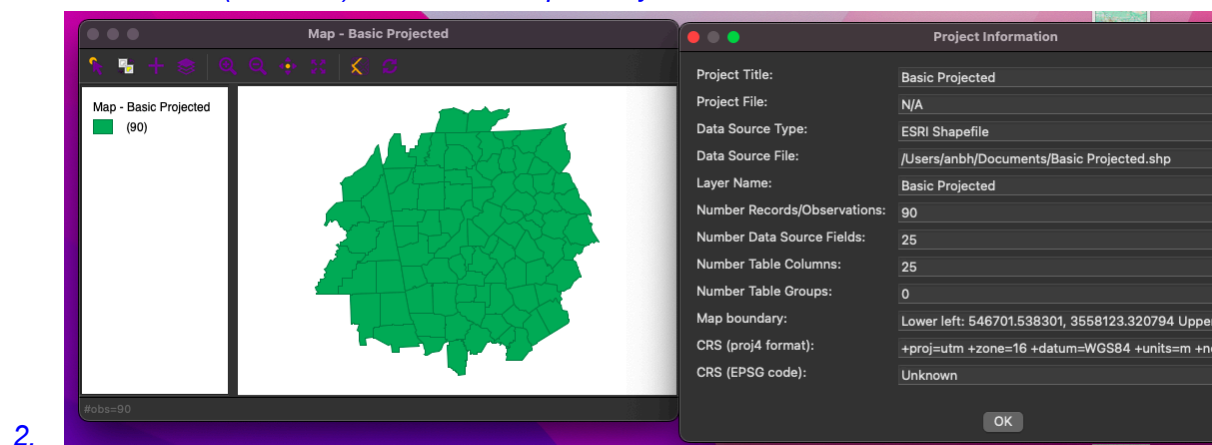 Map - Basic Projected
Map - Basic Projected
(90)
#obs=90
2.
Project Information
Project Title: Basic Projected
Project File: N/A
Data Source Type: ESRI Shapefile
Data Source File: /Users/anbh/Documents/Basic Projected.shp
Layer Name: Basic Projected
Number Records/Observations: 90
Number Data Source Fields: 25
Number Table Columns: 25
Number Table Groups: 0
Map boundary: Lower left: 546701.538301, 3558123.320794
CRS (proj4 format): +proj=utm +zone=16 +datum=WGS84 +units=m
CRS (EPSG code): Unknown
OK